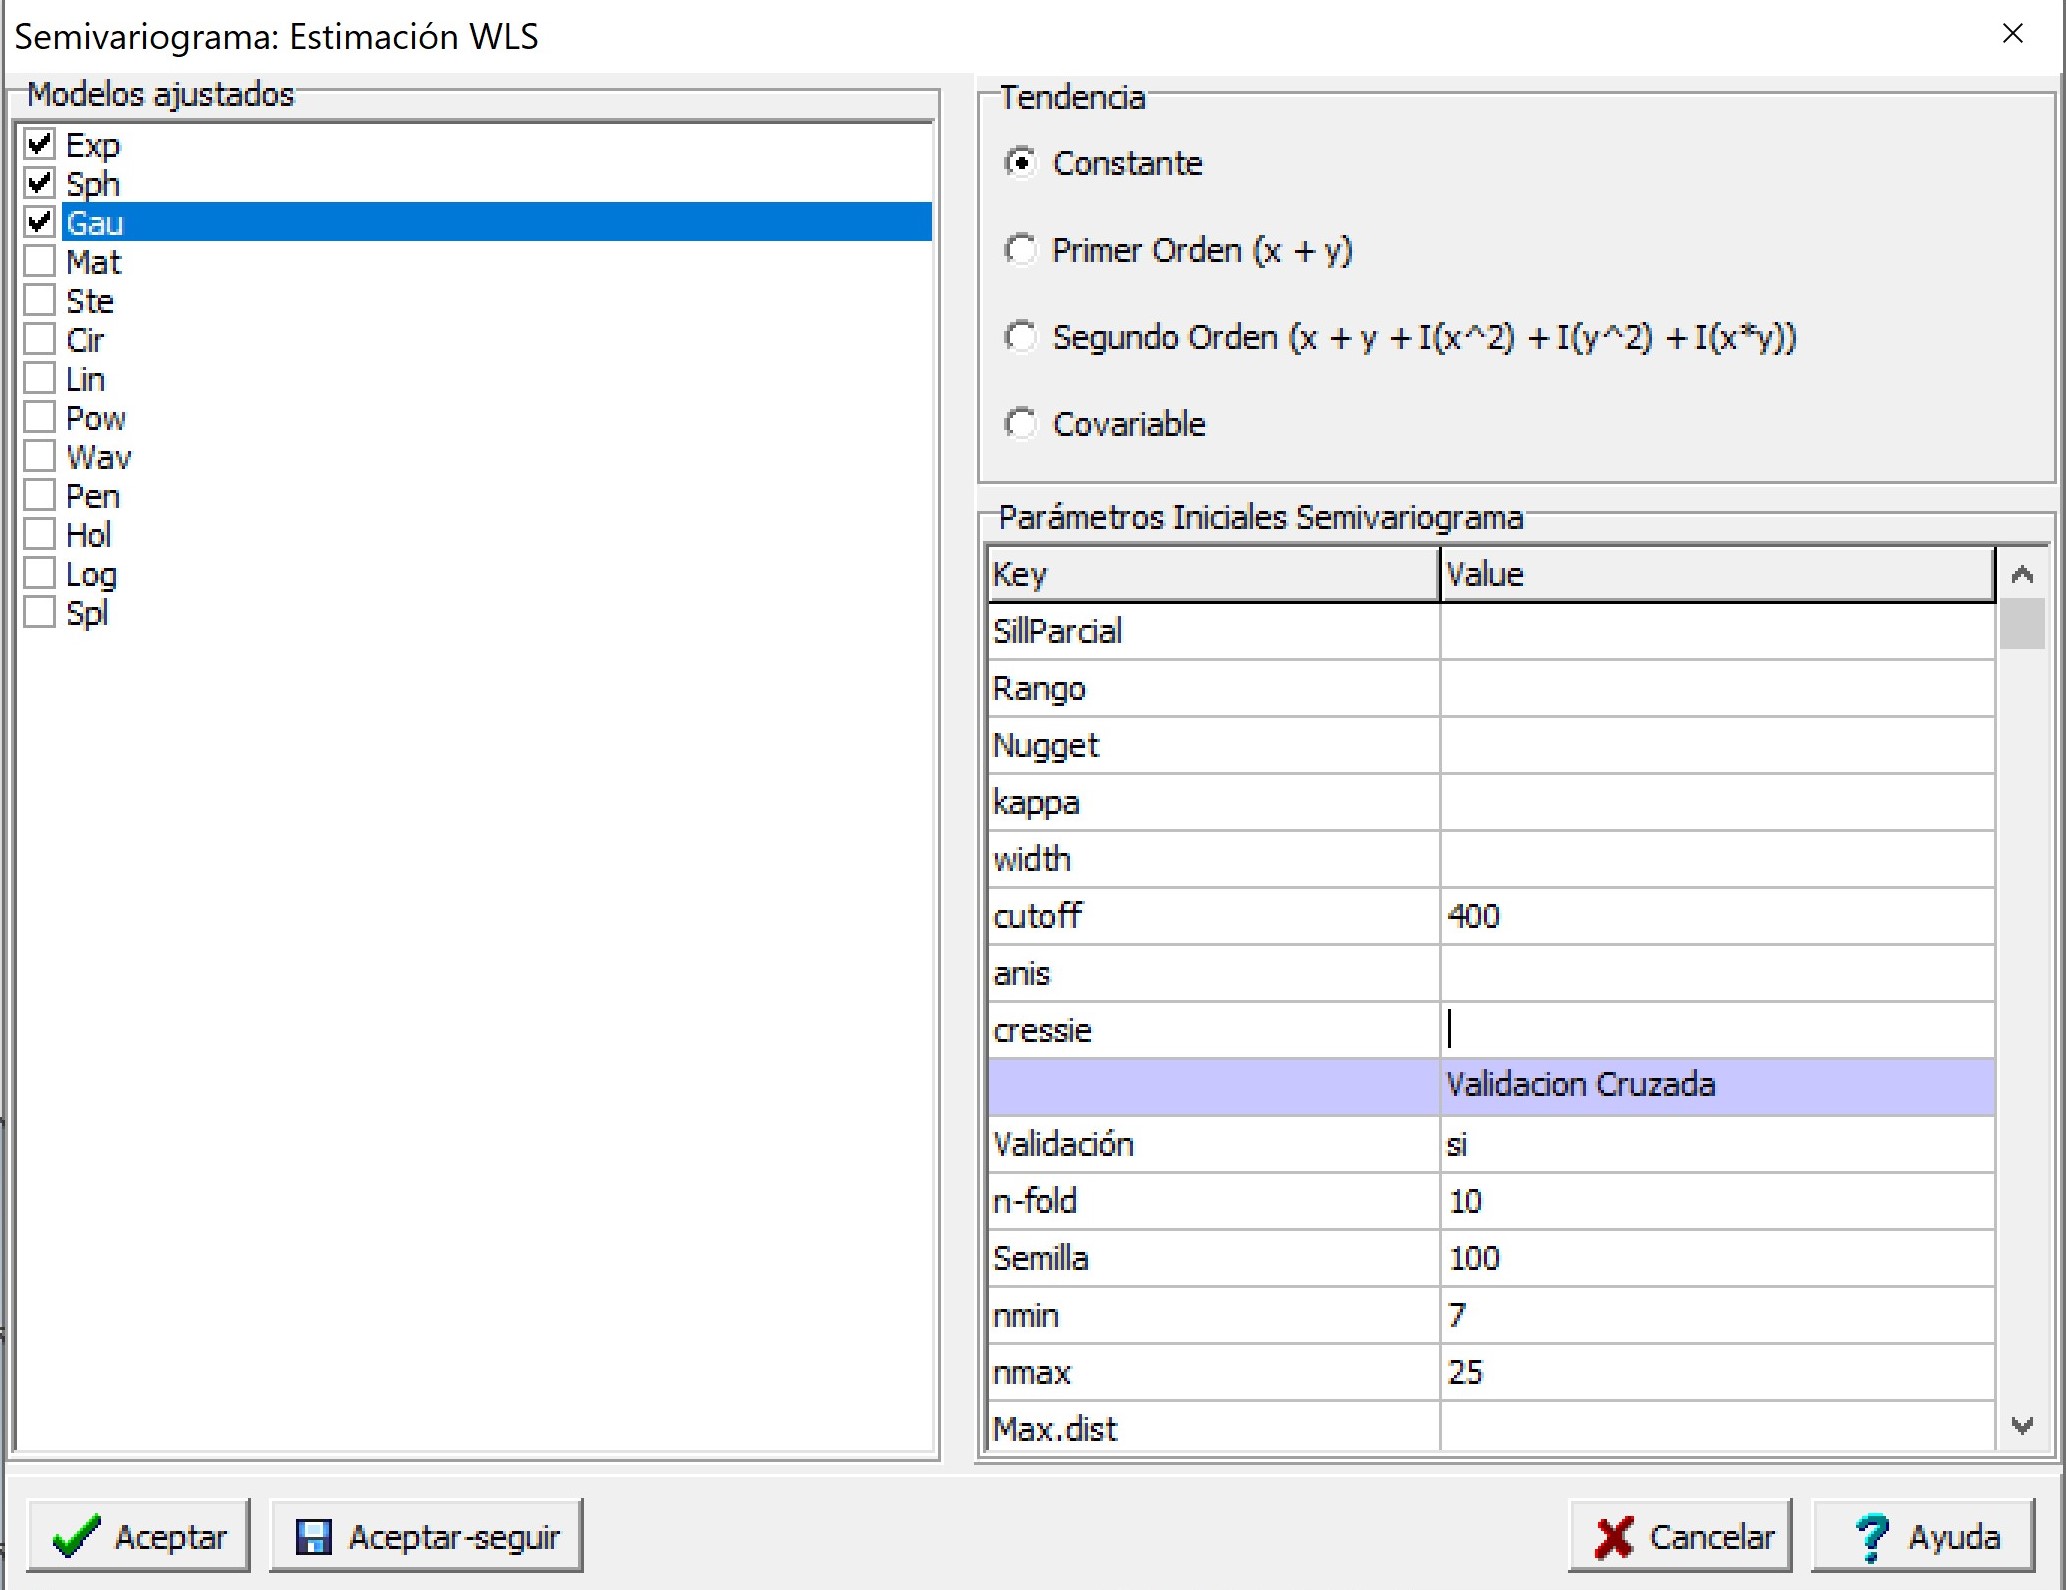 Semivariograma: Estimación WLS
Modelos ajustados
Exp
Sph
Gau
Mat
Ste
Cir
Lin
Pow
Wav
Pen
Hol
Log
Spl
Tendencia
Constante
Primer Orden (x + y)
Segundo Orden (x + y + I(x^2) + I(y^2) + I(x*y))
Covariable
Parámetros Iniciales Semivariograma
Key Value
SillParcial
Rango
Nugget
kappa
width
cutoff 400
anis
cressie
Validacion Cruzada
Validación si
n-fold 10
Semilla 100
nmin 7
nmax 25
Max.dist
Aceptar Aceptar-seguir Cancelar Ayuda